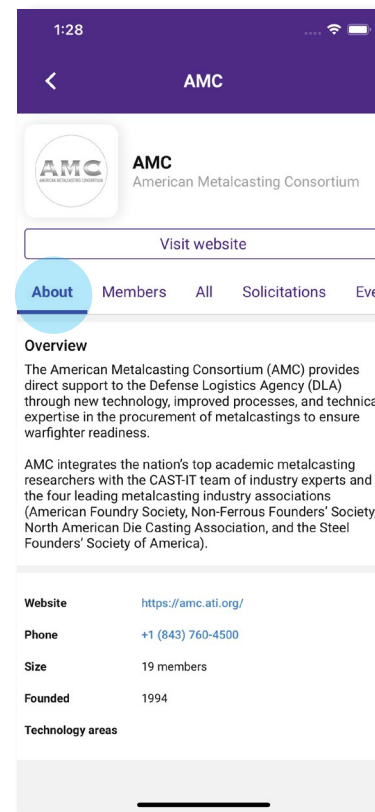 1:28
AMC
AMC
AMERICAN METALCASTING CONSORTIUM
AMC
American Metalcasting Consortium
Visit website
About Members All Solicitations Eve
Overview
The American Metalcasting Consortium (AMC) provides
direct support to the Defense Logistics Agency (DLA)
through new technology, improved processes, and technica
expertise in the procurement of metalcastings to ensure
warfighter readiness.
AMC integrates the nation's top academic metalcasting
researchers with the CAST-IT team of industry experts and
the four leading metalcasting industry associations
(American Foundry Society, Non-Ferrous Founders' Society,
North American Die Casting Association, and the Steel
Founders' Society of America).
Website https://amc.ati.org/
Phone +1 (843) 760-4500
Size 19 members
Founded 1994
Technology areas